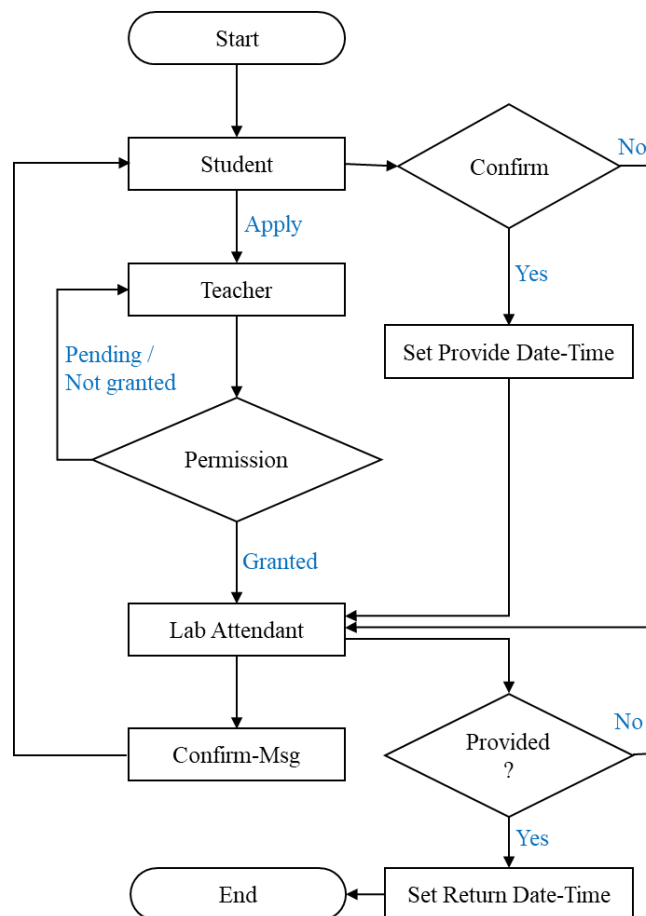 Start
Student
Confirm
No
Apply
Yes
Teacher
Pending /
Not granted
Set Provide Date-Time
Permission
Granted
Lab Attendant
Confirm-Msg
Provided
?
No
Yes
End
Set Return Date-Time